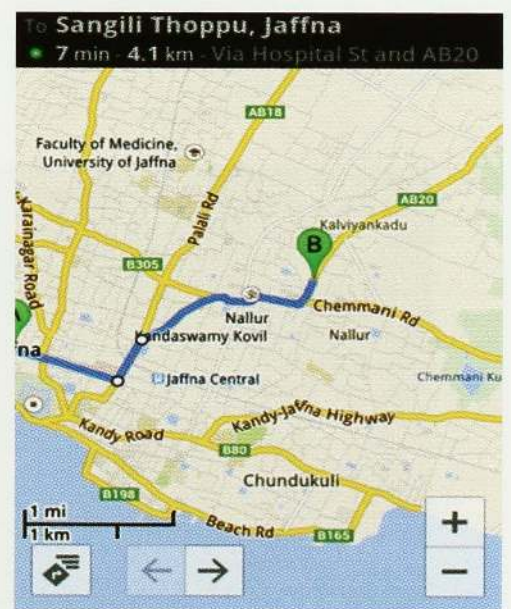 To Sangili Thoppu, Jaffna
7 min - 4.1 km - Via Hospital St and AB20
AB18
Faculty of Medicine,
University of Jaffna
AB20
Karainagar Road
Palali Rd
Kalviyankadu
B
B305
Nallur
Kandaswamy Kovil
Chemmani Rd
Nallur
Jaffna Central
Chemmani Ku
Kandy Road
Kandy-Jaffna Highway
B80
Chundukuli
B198
1 mi
1 km
Beach Rd
B165
+
−